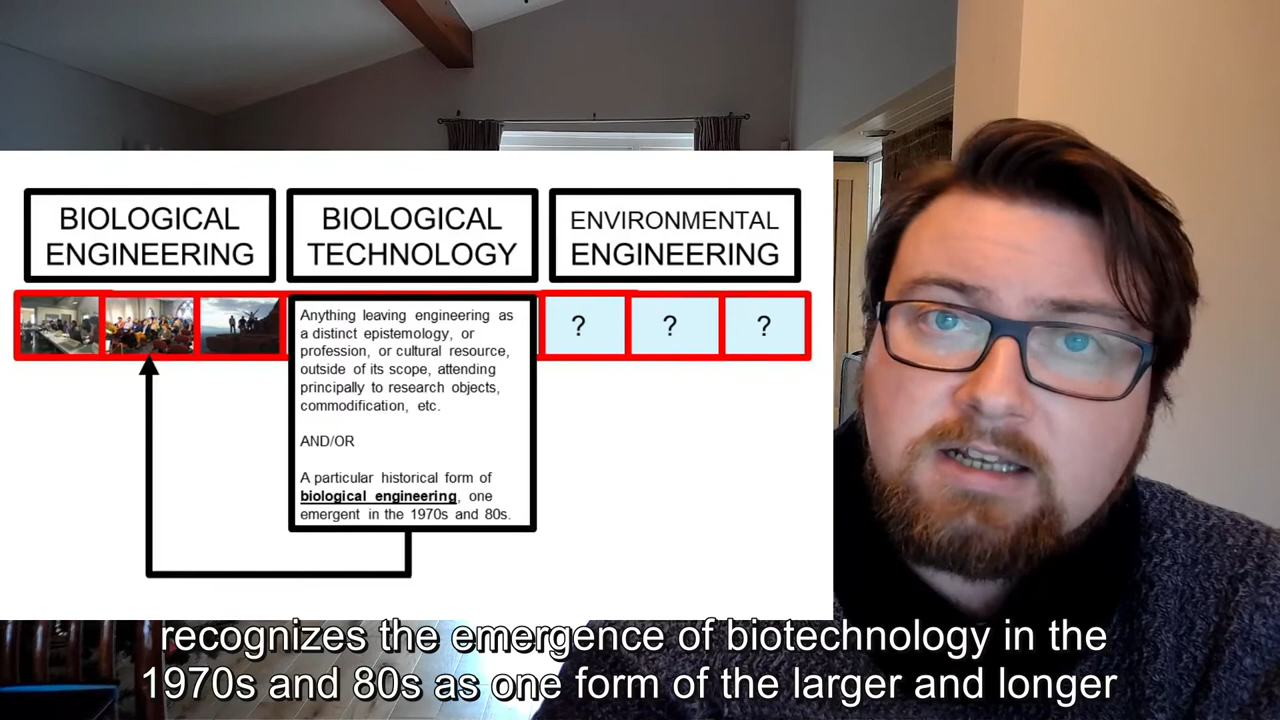 BIOLOGICAL
ENGINEERING
BIOLOGICAL
TECHNOLOGY
ENVIRONMENTAL
ENGINEERING
Anything leaving engineering as
a distinct epistemology, or
profession, or cultural resource,
outside of its scope, attending
principally to research objects,
commodification, etc.
AND/OR
A particular historical form of
biological engineering, one
emergent in the 1970s and 80s.
?
?
?
recognizes the emergence of biotechnology in the
1970s and 80s as one form of the larger and longer